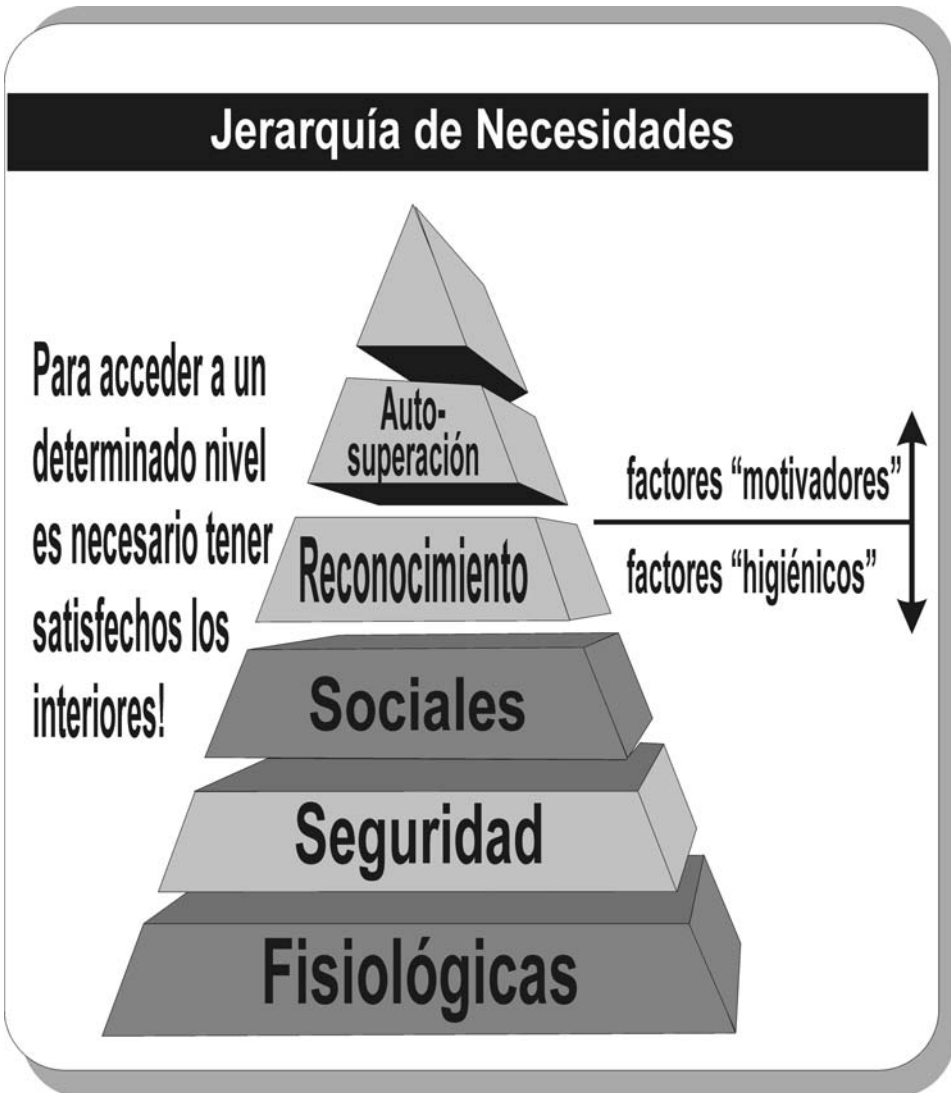 Jerarquía de Necesidades
Para acceder a un
determinado nivel
es necesario tener
satisfechos los
interiores!
Auto-
superación
Reconocimiento
Sociales
Seguridad
Fisiológicas
factores “motivadores”
factores “higiénicos”